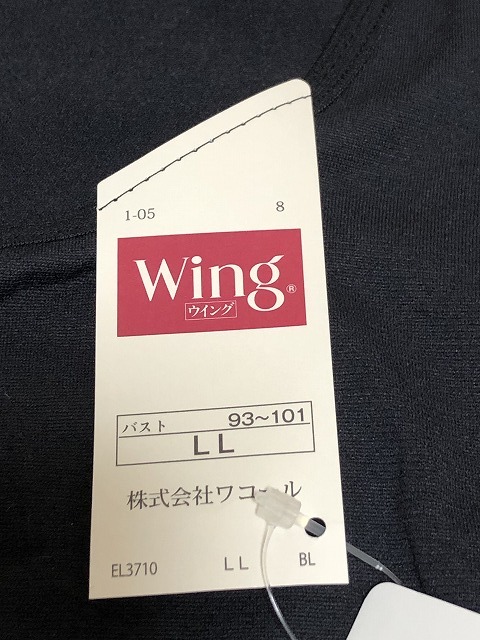 1-05 8
Wing®
ウイング
バスト 93~101
LL
株式会社ワコール
EL3710 LL BL